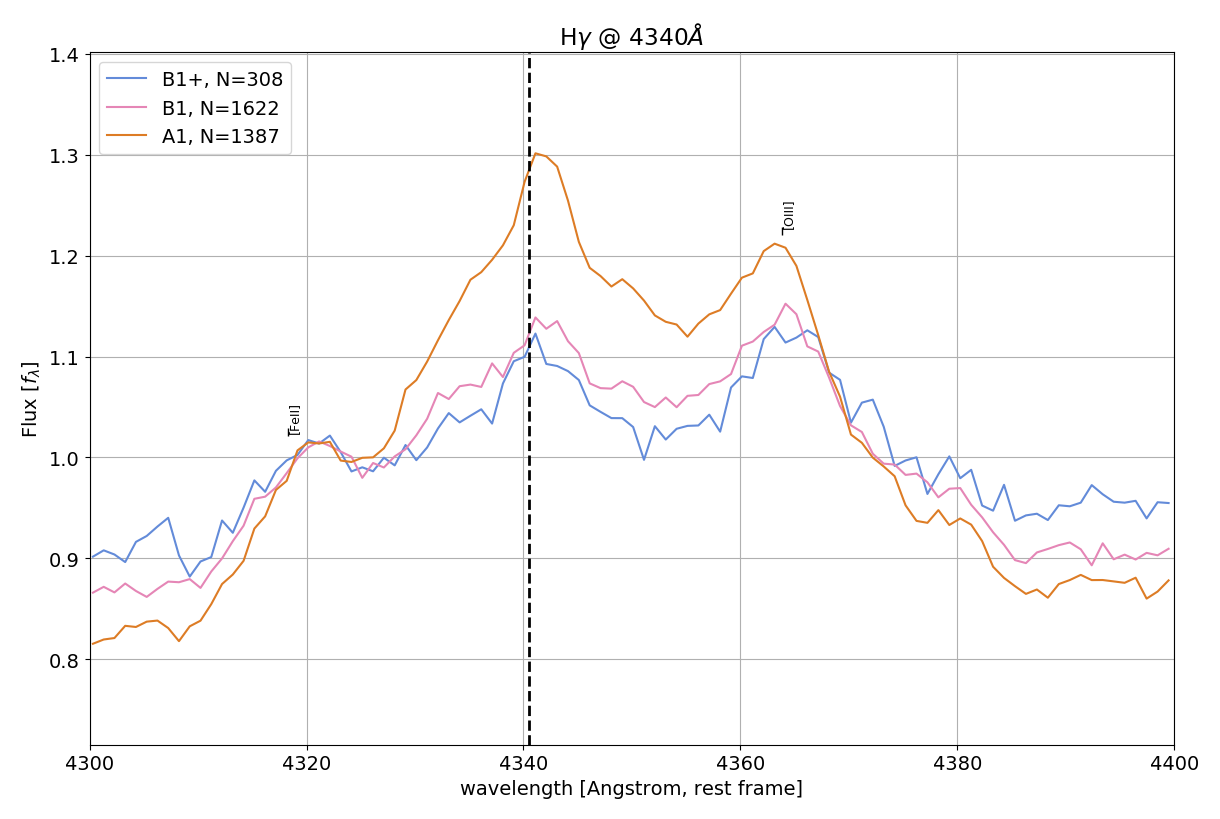 Hγ @ 4340Å
1.4
1.3
1.2
1.1
1.0
0.9
0.8
Flux [fλ]
B1+, N=308
B1, N=1622
A1, N=1387
[FeII]
[OIII]
4300 4320 4340 4360 4380 4400
wavelength [Angstrom, rest frame]